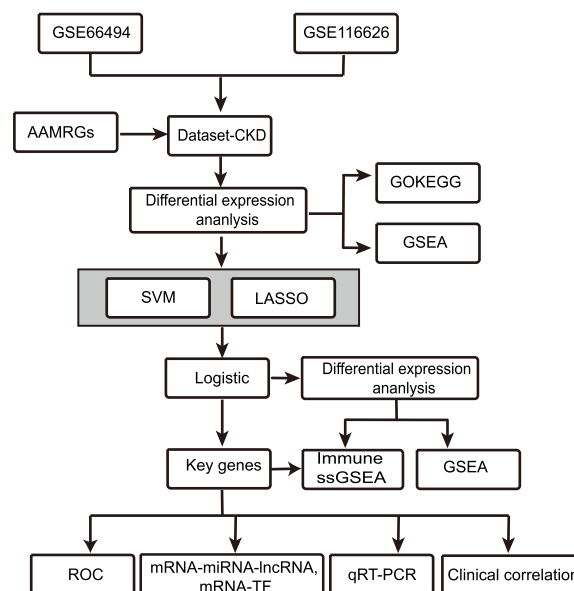 GSE66494
GSE116626
AAMRGs
Dataset-CKD
Differential expression
ananlysis
GOKEGG
GSEA
SVM
LASSO
Logistic
Differential expression
ananlysis
Key genes
Immune
ssGSEA
GSEA
ROC
mRNA-miRNA-lncRNA,
mRNA-TF
qRT-PCR
Clinical correlation